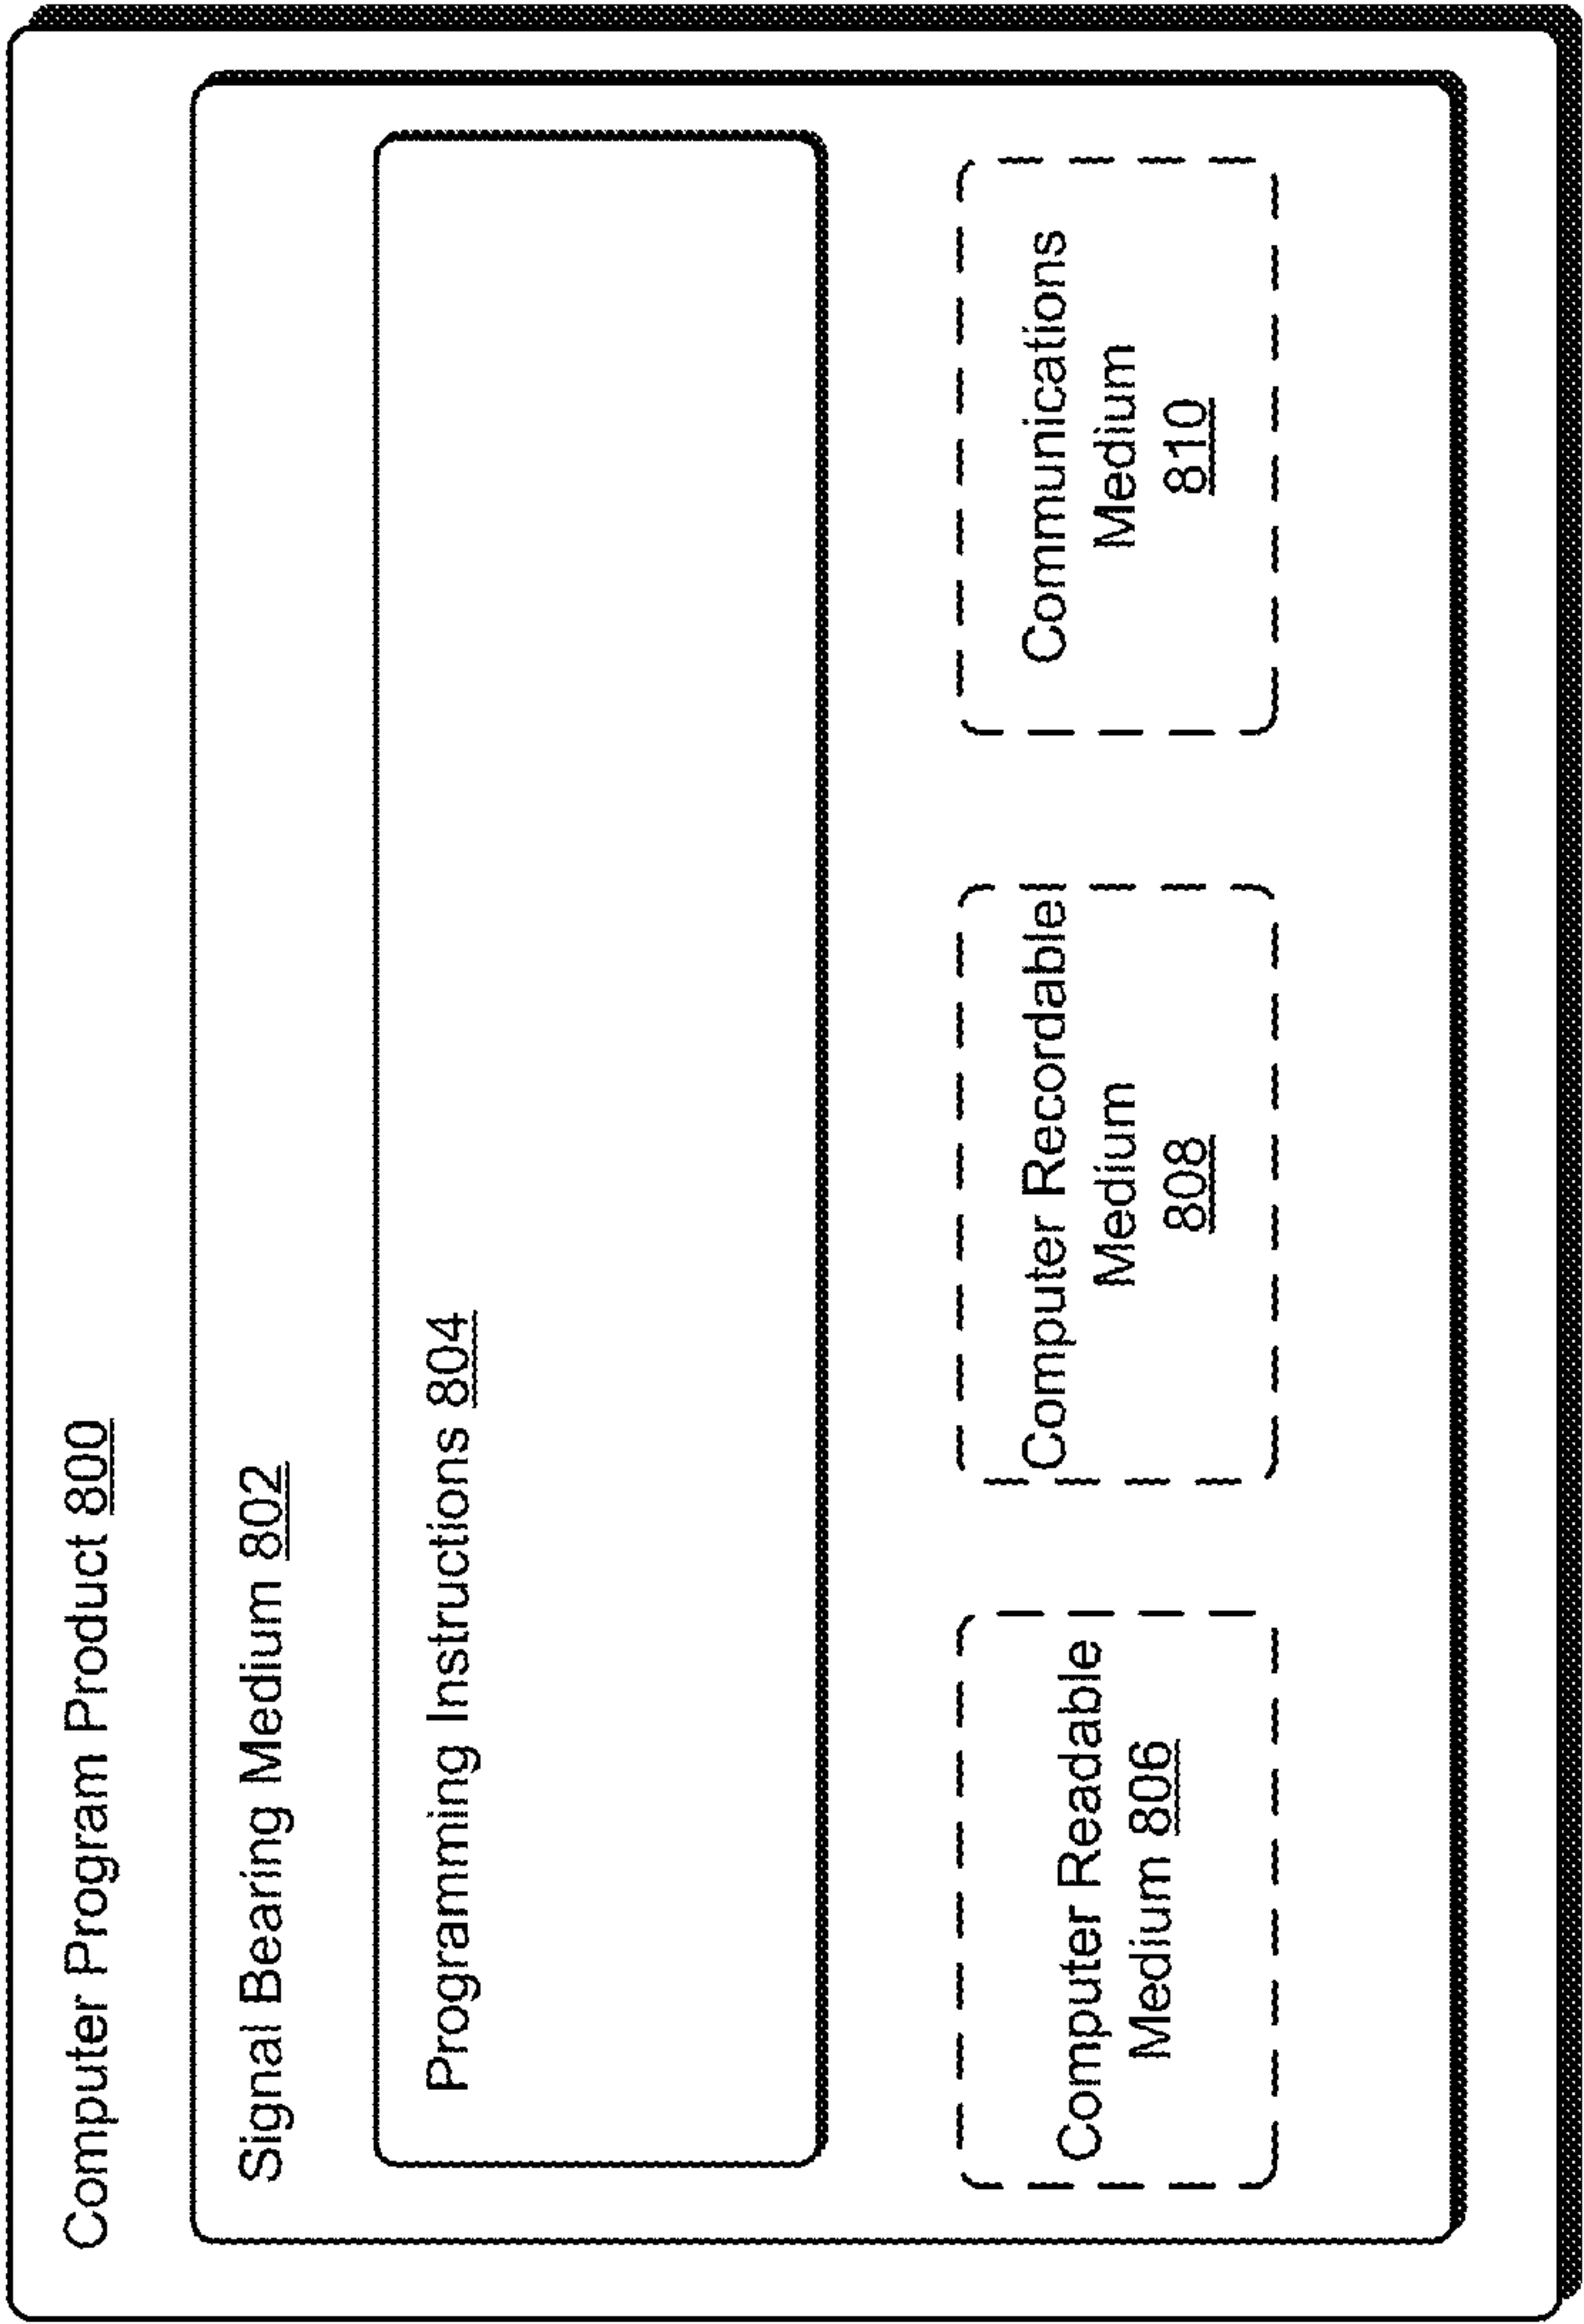 Computer Program Product 800
Signal Bearing Medium 802
Programming Instructions 804
Computer Readable
Medium 806
Computer Recordable
Medium
808
Communications
Medium
810